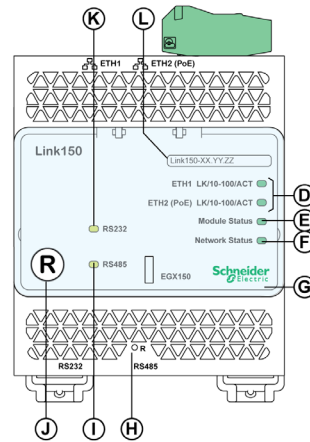 K
L
ETH1
ETH2 (PoE)
Link150
Link150-XX.YY.ZZ
ETH1 LK/10-100/ACT
D
ETH2 (PoE) LK/10-100/ACT
Module Status
E
RS232
Network Status
F
R
RS485
EGX150
Schneider
Electric
G
R
RS232
RS485
J
I
H